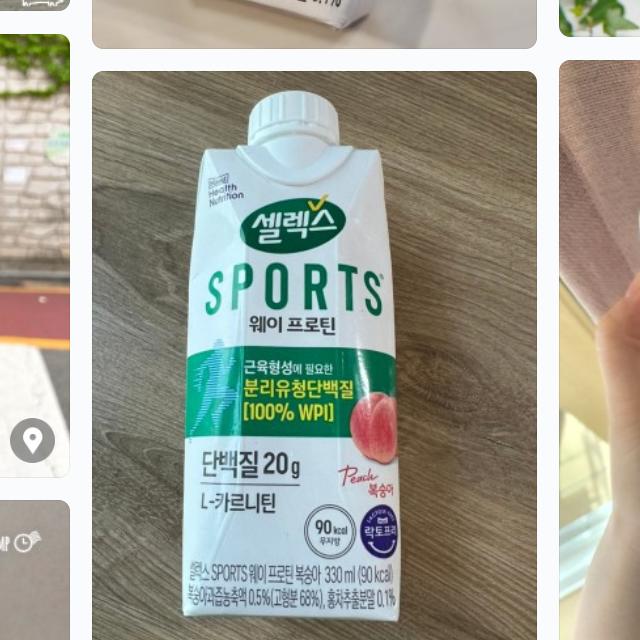 Health
Nutrition
셀렉스
SPORTS
웨이 프로틴
근육형성에 필요한
분리유청단백질
[100% WPI]
단백질 20g
L-카르니틴
Peach
복숭아
90 kcal
무지방
락토프리
셀렉스 SPORTS 웨이 프로틴 복숭아 330 ml (90 kcal)
복숭아과즙농축액 0.5%(고형분 68%), 홍차추출분말 0.1%